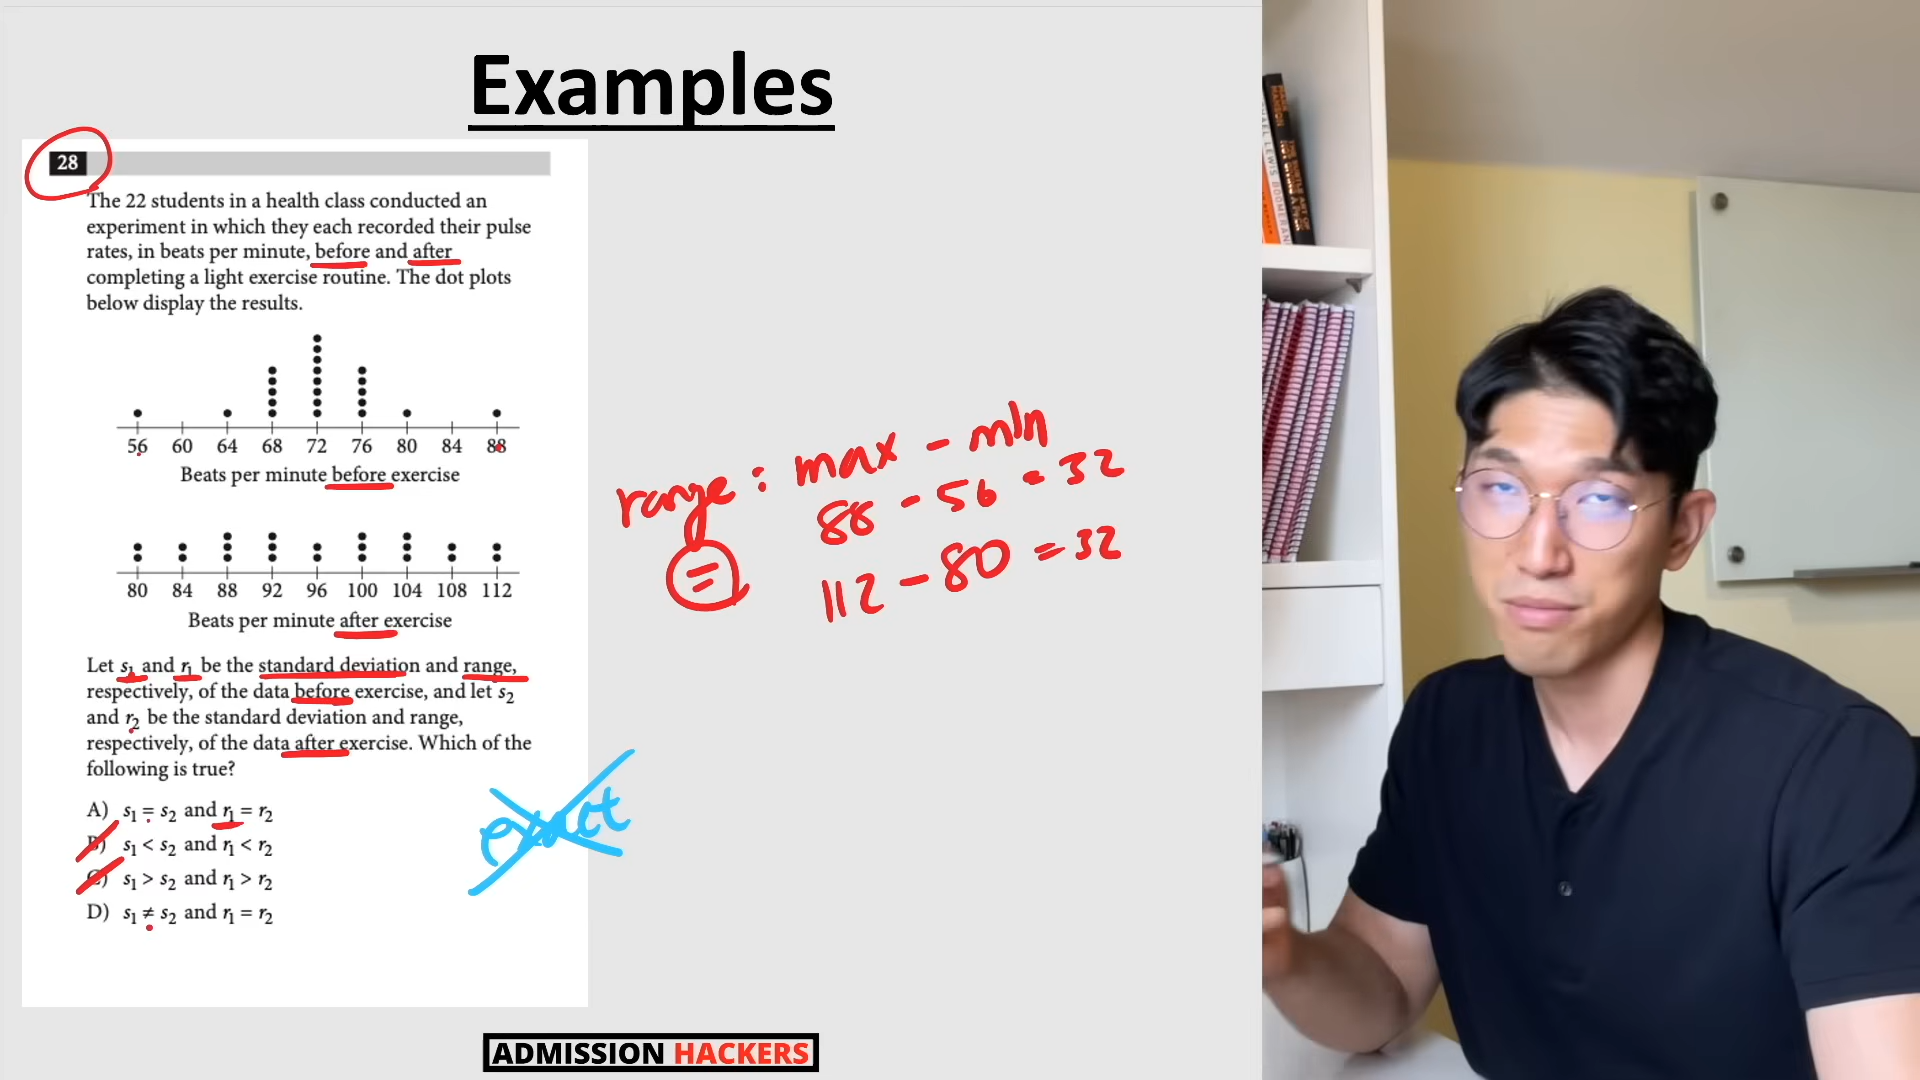 Examples
28
The 22 students in a health class conducted an
experiment in which they each recorded their pulse
rates, in beats per minute, before and after
completing a light exercise routine. The dot plots
below display the results.
56 60 64 68 72 76 80 84 88
Beats per minute before exercise
80 84 88 92 96 100 104 108 112
Beats per minute after exercise
Let s₁ and r₁ be the standard deviation and range,
respectively, of the data before exercise, and let s₂
and r₂ be the standard deviation and range,
respectively, of the data after exercise. Which of the
following is true?
A) s₁ = s₂ and r₁ = r₂
B) s₁ < s₂ and r₁ < r₂
C) s₁ > s₂ and r₁ > r₂
D) s₁ ≠ s₂ and r₁ = r₂
range: max - min
88 - 56 = 32
= 112 - 80 = 32
exact
ADMISSION HACKERS